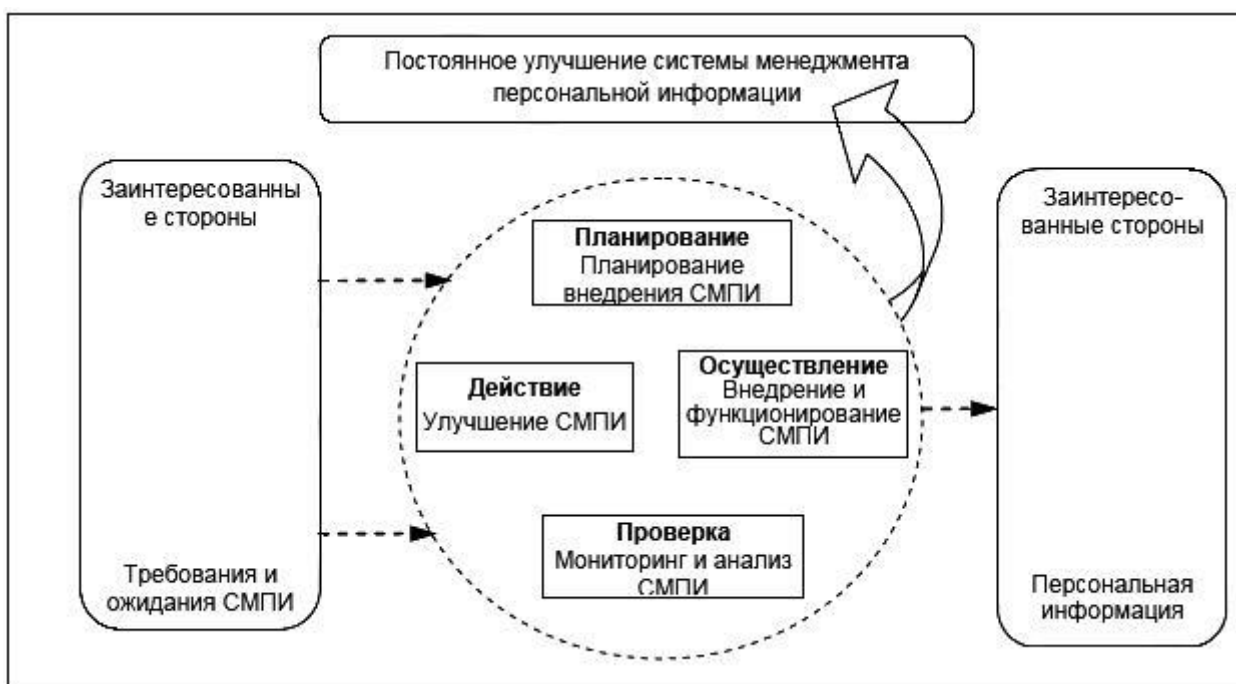 Постоянное улучшение системы менеджмента
персональной информации
Заинтересованны
е стороны
Требования и
ожидания СМПИ
Планирование
Планирование
внедрения СМПИ
Действие
Улучшение СМПИ
Осуществление
Внедрение и
функционирование
СМПИ
Проверка
Мониторинг и анализ
СМПИ
Заинтересо-
ванные стороны
Персональная
информация